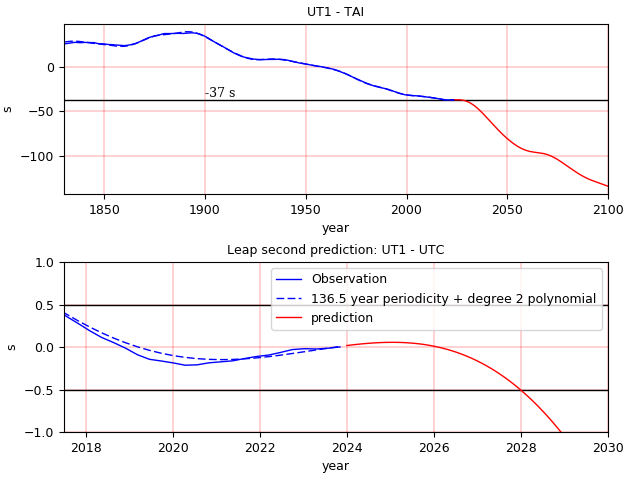 UT1 - TAI
0
−50
−100
s
-37 s
1850
1900
1950
2000
2050
2100
year
Leap second prediction: UT1 - UTC
1.0
0.5
0.0
−0.5
−1.0
s
Observation
136.5 year periodicity + degree 2 polynomial
prediction
2018
2020
2022
2024
2026
2028
2030
year